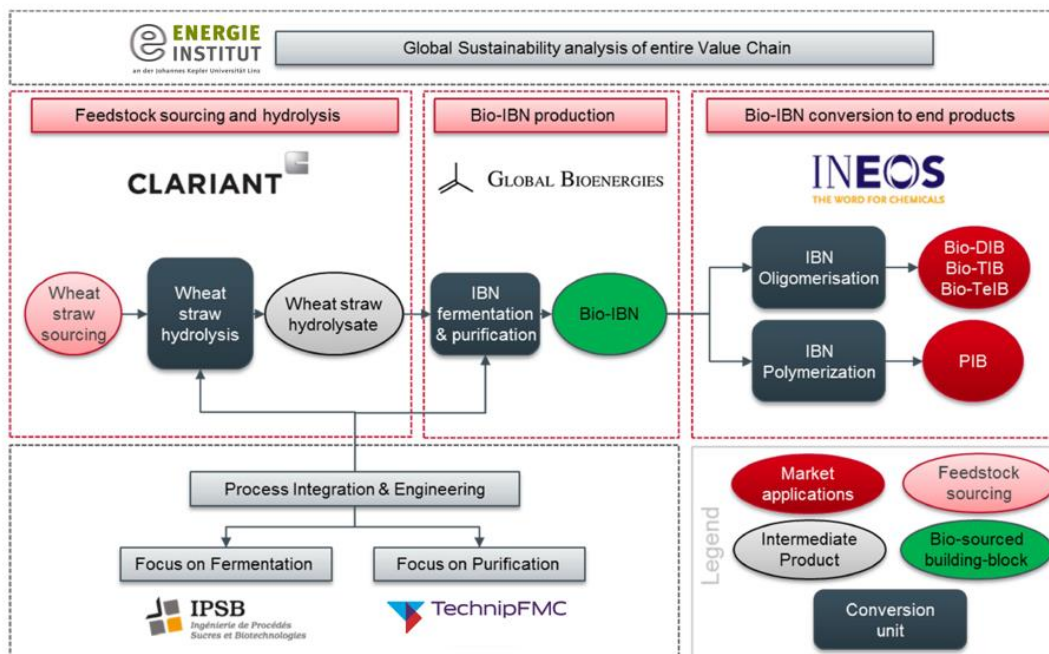 ENERGIE
INSTITUT
an der Johannes Kepler Universität Linz
Global Sustainability analysis of entire Value Chain
Feedstock sourcing and hydrolysis
Bio-IBN production
Bio-IBN conversion to end products
CLARIANT
GLOBAL BIOENERGIES
INEOS
THE WORD FOR CHEMICALS
Wheat
straw
sourcing
Wheat
straw
hydrolysis
Wheat straw
hydrolysate
IBN
fermentation
& purification
Bio-IBN
IBN
Oligomerisation
Bio-DIB
Bio-TIB
Bio-TeIB
IBN
Polymerization
PIB
Process Integration & Engineering
Focus on Fermentation
Focus on Purification
IPSB
Ingénierie de Procédés
Sucres et Biotechnologies
TechnipFMC
Legend
Market
applications
Feedstock
sourcing
Intermediate
Product
Bio-sourced
building-block
Conversion
unit